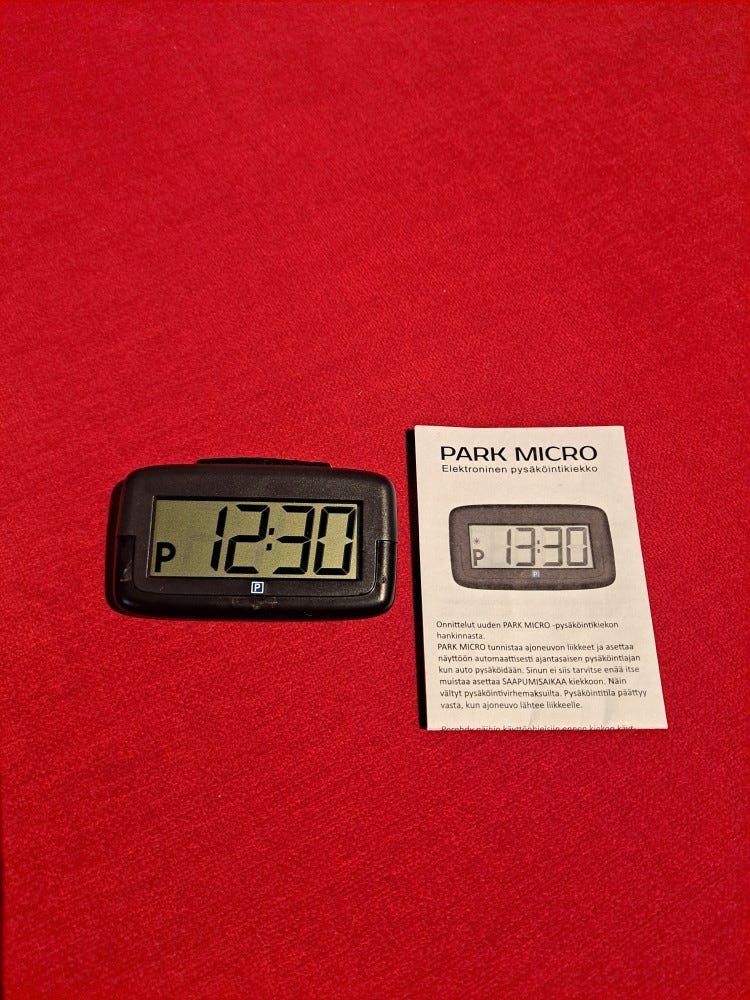 P 12:30
P
PARK MICRO
Elektroninen pysäköintikiekko
P 13:30
P
Onnittelut uuden PARK MICRO -pysäköintikiekon
hankinnasta.
PARK MICRO tunnistaa ajoneuvon liikkeet ja asettaa
näyttöön automaattisesti ajantasaisen pysäköintiajan
kun auto pysäköidään. Sinun ei siis tarvitse enää itse
muistaa asettaa SAAPUMISAIKAA kiekkoon. Näin
vältyt pysäköintivirhemaksuilta. Pysäköintitila päättyy
vasta, kun ajoneuvo lähtee liikkeelle.